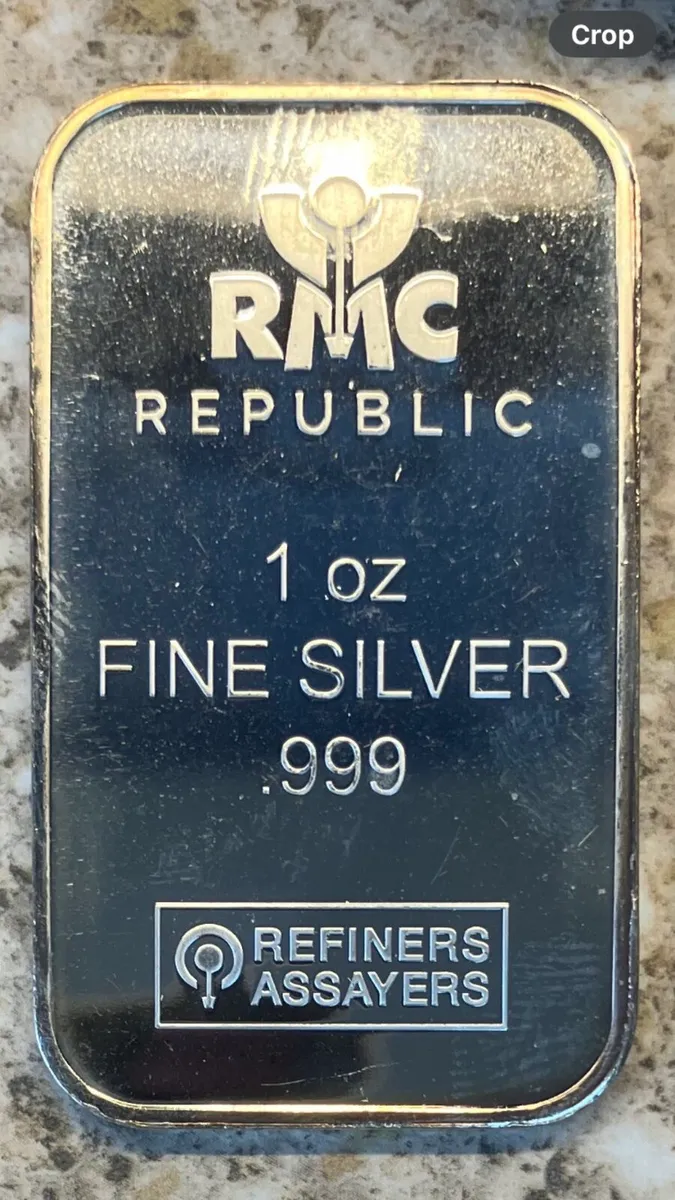 Crop
RMC
REPUBLIC
1 oz
FINE SILVER
.999
REFINERS
ASSAYERS